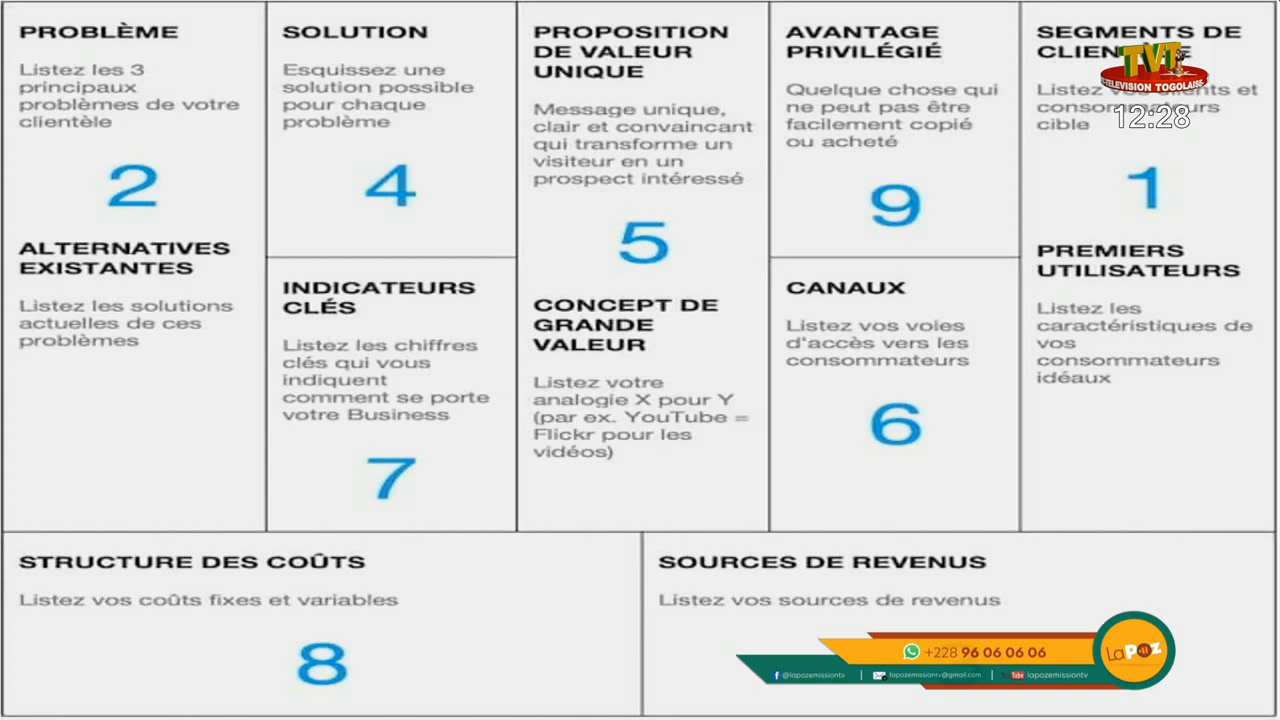 PROBLÈME
Listez les 3
principaux
problèmes de votre
clientèle
2
ALTERNATIVES
EXISTANTES
Listez les solutions
actuelles de ces
problèmes
SOLUTION
Esquissez une
solution possible
pour chaque
problème
4
INDICATEURS
CLÉS
Listez les chiffres
clés qui vous
indiquent
comment se porte
votre Business
7
PROPOSITION
DE VALEUR
UNIQUE
Message unique,
clair et convaincant
qui transforme un
visiteur en un
prospect intéressé
5
CONCEPT DE
GRANDE
VALEUR
Listez votre
analogie X pour Y
(par ex. YouTube =
Flickr pour les
vidéos)
AVANTAGE
PRIVILÉGIÉ
Quelque chose qui
ne peut pas être
facilement copié
ou acheté
9
CANAUX
Listez vos voies
d'accès vers les
consommateurs
6
SEGMENTS DE
Listez et
cible
1
PREMIERS
UTILISATEURS
Listez les
caractéristiques de
vos
consommateurs
idéaux
TVT
TELEVISION TOGOLAISE
12:28
STRUCTURE DES COÛTS
Listez vos coûts fixes et variables
8
SOURCES DE REVENUS
Listez vos sources de revenus
+228 96 06 06 06
LaPoz
@lapozemissiontv | lapozemissiontv@gmail.com | YouTube lapozemissiontv